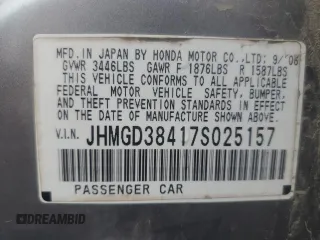 MFD. IN JAPAN BY HONDA MOTOR CO.,LTD: 9/'06
GVWR 3446LBS GAWR F 1876LBS R 1587LBS
THIS VEHICLE CONFORMS TO ALL APPLICABLE
FEDERAL MOTOR VEHICLE SAFETY, BUMPER,
AND THEFT PREVENTION STANDARDS IN EFFECT
ON THE DATE OF MANUFACTURE SHOWN ABOVE.
V.I.N. JHMGD38417S025157
PASSENGER CAR
DREAMBID